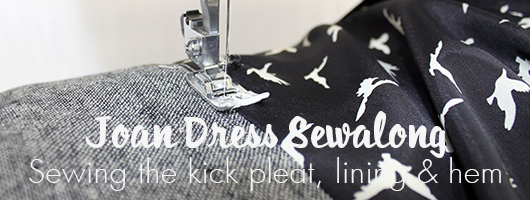 Joan Dress Sewalong
Sewing the kick pleat, lining & hem